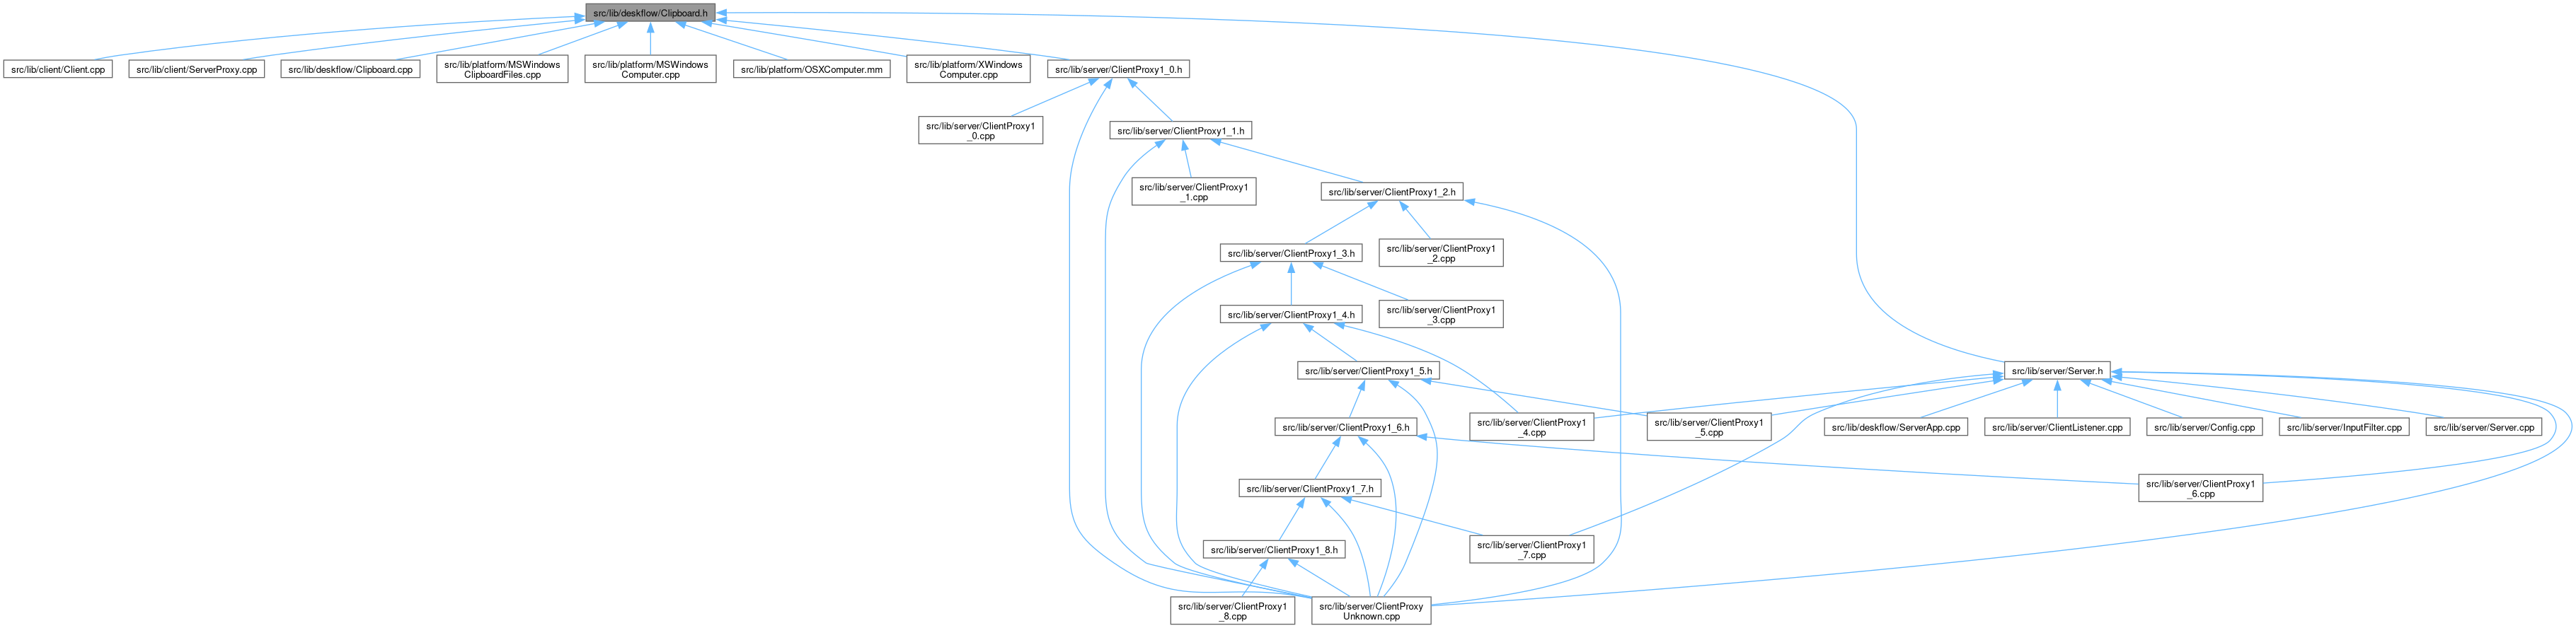 src/lib/deskflow/Clipboard.h
src/lib/client/Client.cpp
src/lib/client/ServerProxy.cpp
src/lib/deskflow/Clipboard.cpp
src/lib/platform/MSWindows
ClipboardFiles.cpp
src/lib/platform/MSWindows
Computer.cpp
src/lib/platform/OSXComputer.mm
src/lib/platform/XWindows
Computer.cpp
src/lib/server/ClientProxy1_0.h
src/lib/server/ClientProxy1
_0.cpp
src/lib/server/ClientProxy1_1.h
src/lib/server/ClientProxy1
_1.cpp
src/lib/server/ClientProxy1_2.h
src/lib/server/ClientProxy1_3.h
src/lib/server/ClientProxy1
_2.cpp
src/lib/server/ClientProxy1_4.h
src/lib/server/ClientProxy1
_3.cpp
src/lib/server/ClientProxy1_5.h
src/lib/server/Server.h
src/lib/server/ClientProxy1_6.h
src/lib/server/ClientProxy1
_4.cpp
src/lib/server/ClientProxy1
_5.cpp
src/lib/deskflow/ServerApp.cpp
src/lib/server/ClientListener.cpp
src/lib/server/Config.cpp
src/lib/server/InputFilter.cpp
src/lib/server/Server.cpp
src/lib/server/ClientProxy1_7.h
src/lib/server/ClientProxy1
_6.cpp
src/lib/server/ClientProxy1_8.h
src/lib/server/ClientProxy1
_7.cpp
src/lib/server/ClientProxy1
_8.cpp
src/lib/server/ClientProxy
Unknown.cpp